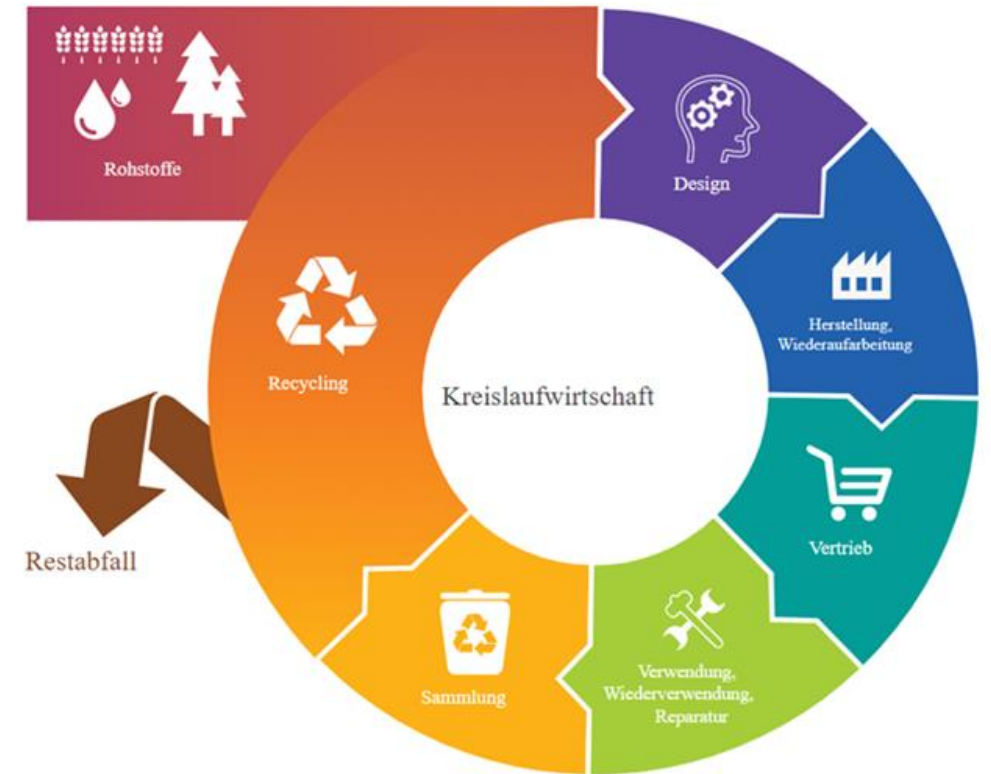 Rohstoffe
Design
Herstellung,
Wiederaufarbeitung
Recycling
Kreislaufwirtschaft
Vertrieb
Restabfall
Verwendung,
Wiederverwendung,
Reparatur
Sammlung